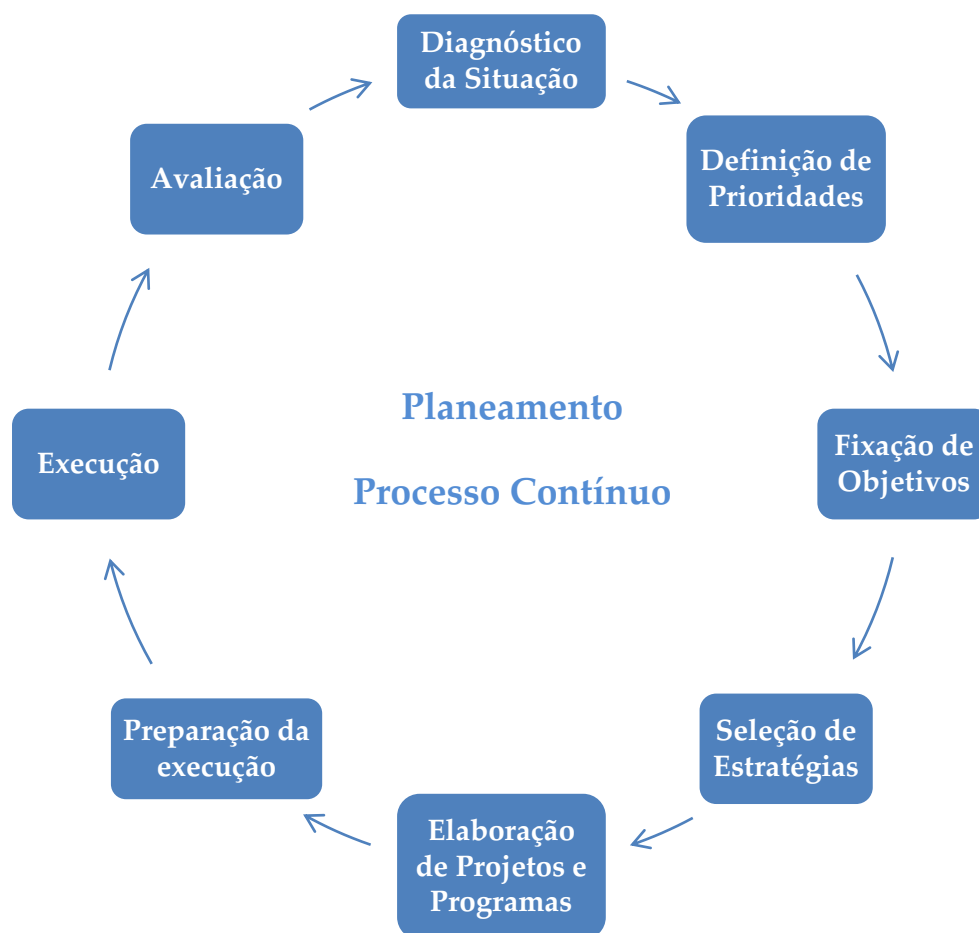 Diagnóstico
da Situação
Definição de
Prioridades
Fixação de
Objetivos
Seleção de
Estratégias
Elaboração
de Projetos e
Programas
Preparação da
execução
Execução
Avaliação
Planeamento
Processo Contínuo